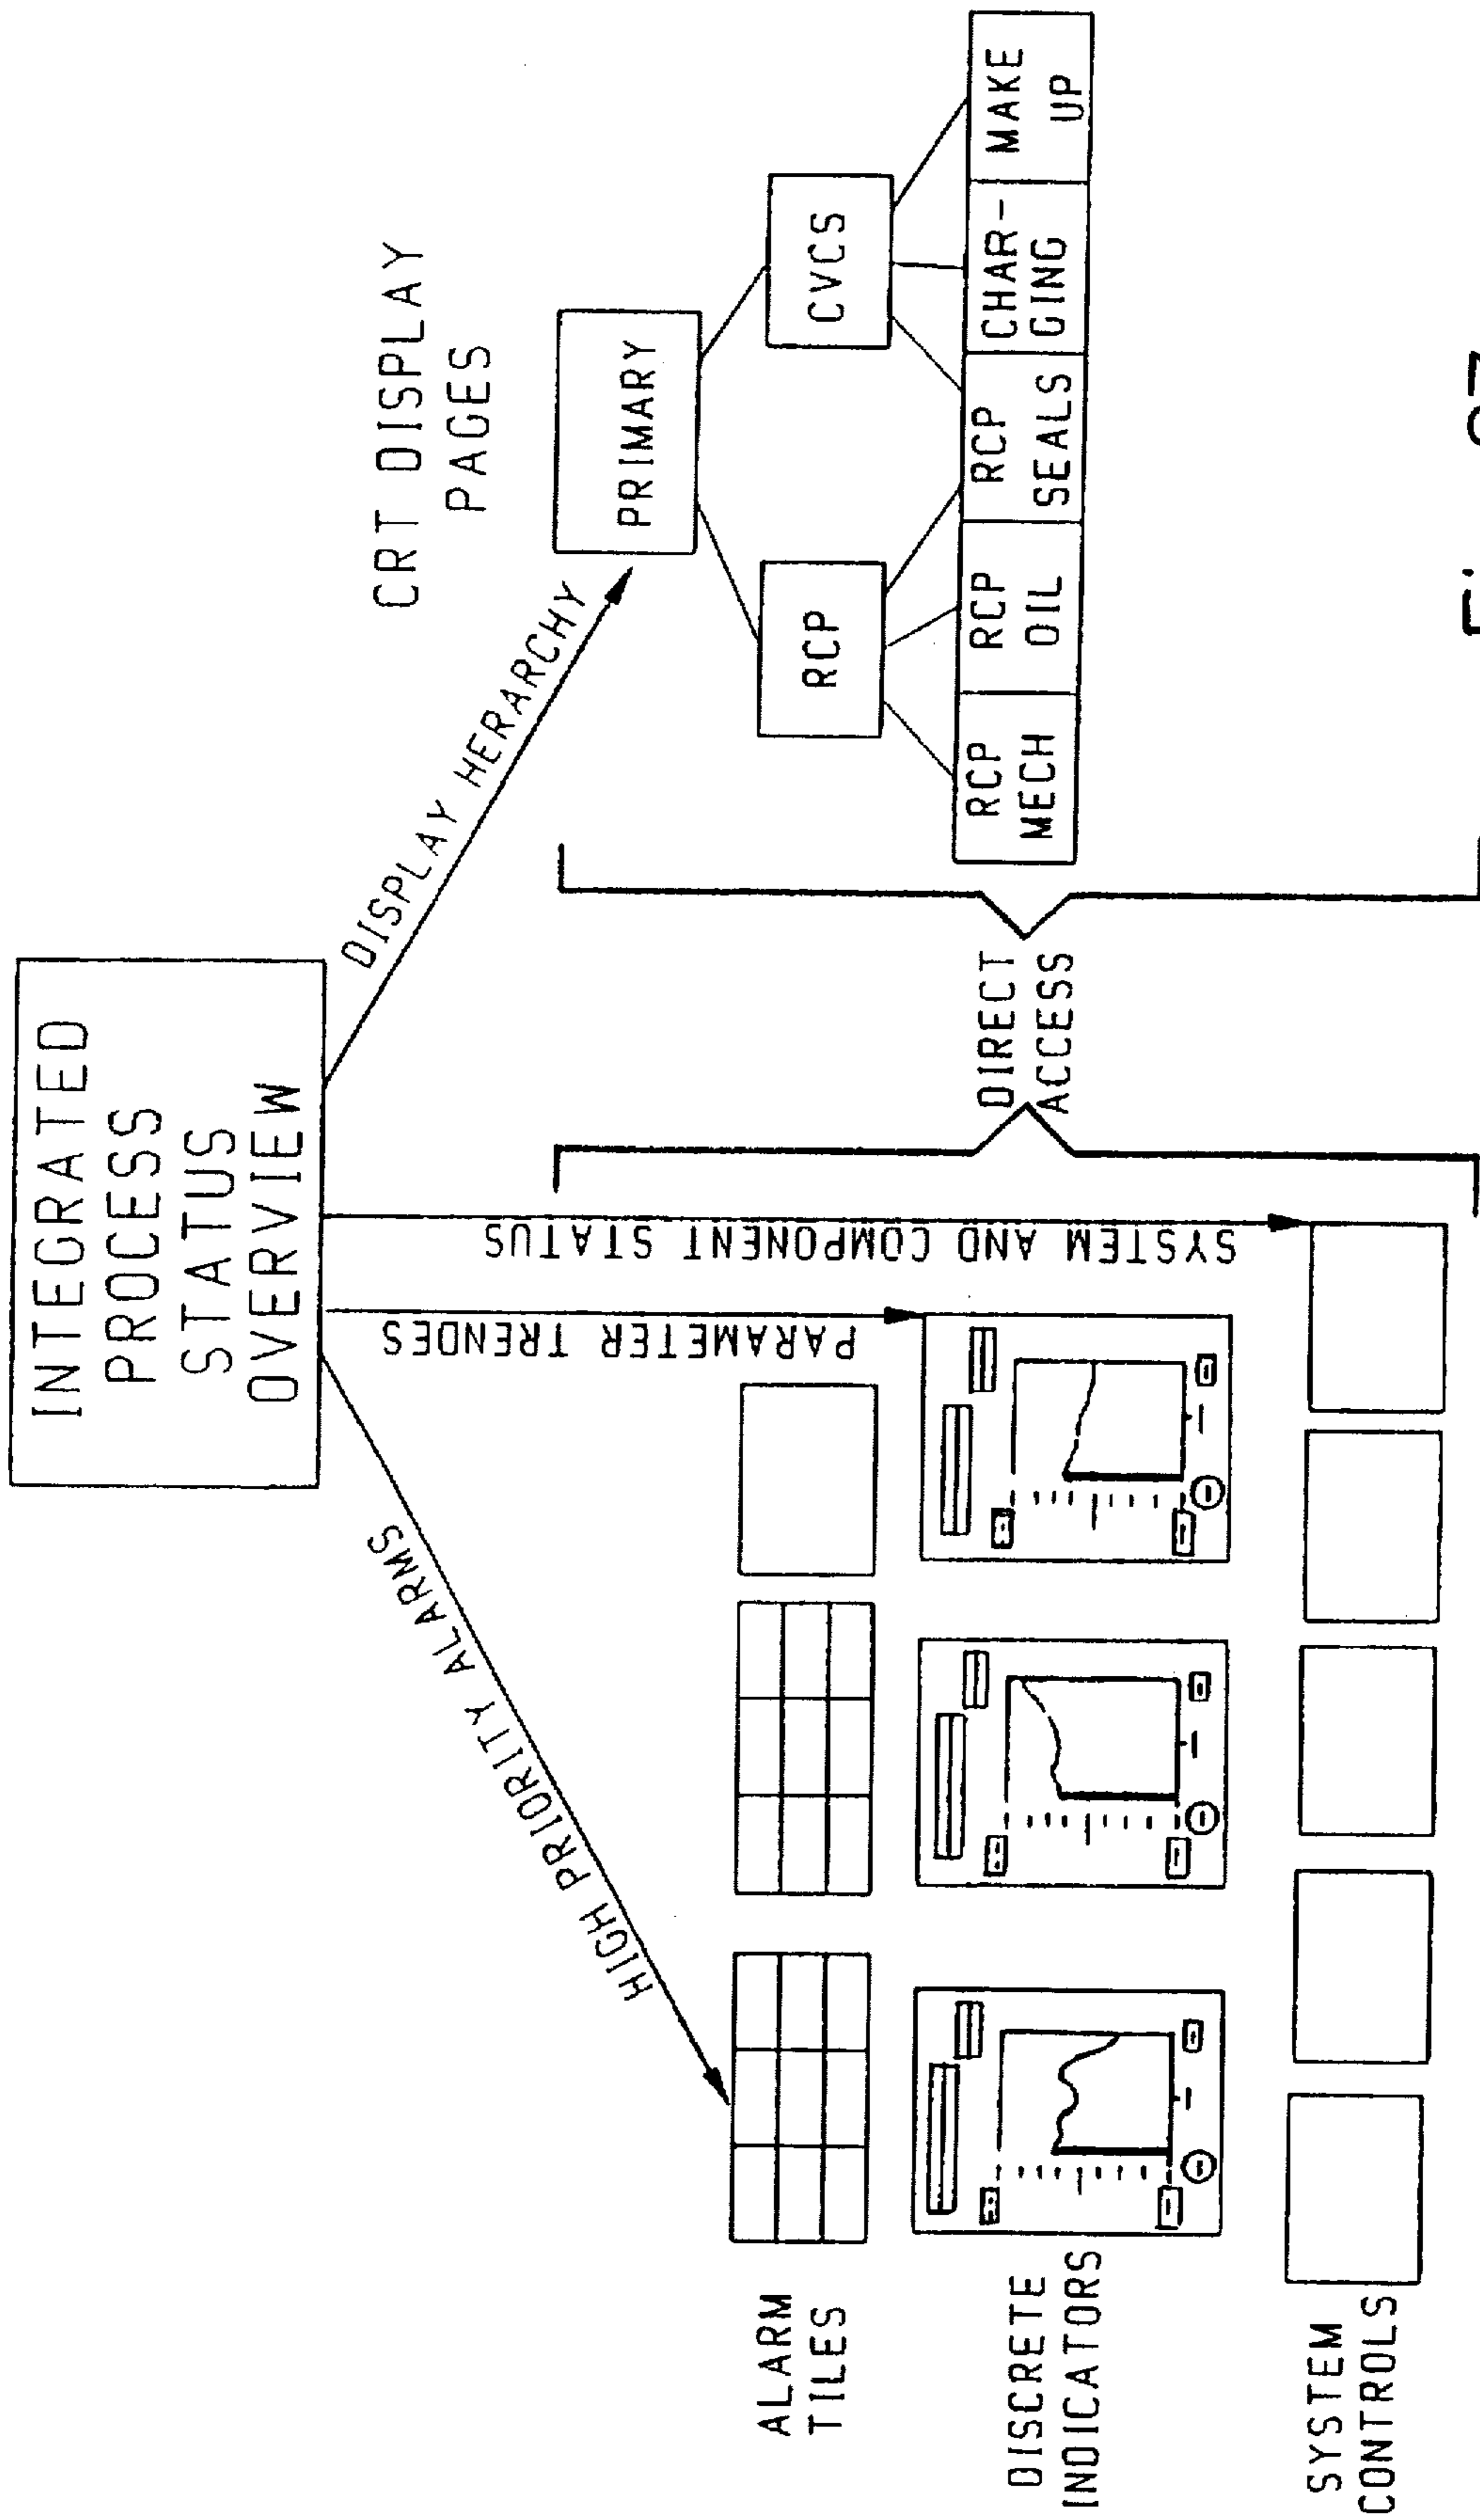 INTEGRATED
PROCESS
STATUS
OVERVIEW
HIGH PRIORITY ALARMS
PARAMETER TRENDES
SYSTEM AND COMPONENT STATUS
DISPLAY HERARCHY
CRT DISPLAY
PAGES
ALARM
TILES
DISCRETE
INDICATORS
SYSTEM
CONTROLS
DIRECT
ACCESS
PRIMARY
RCP
CVCS
RCP
MECH
RCP
OIL
RCP
SEALS
CHAR-
GING
MAKE
UP